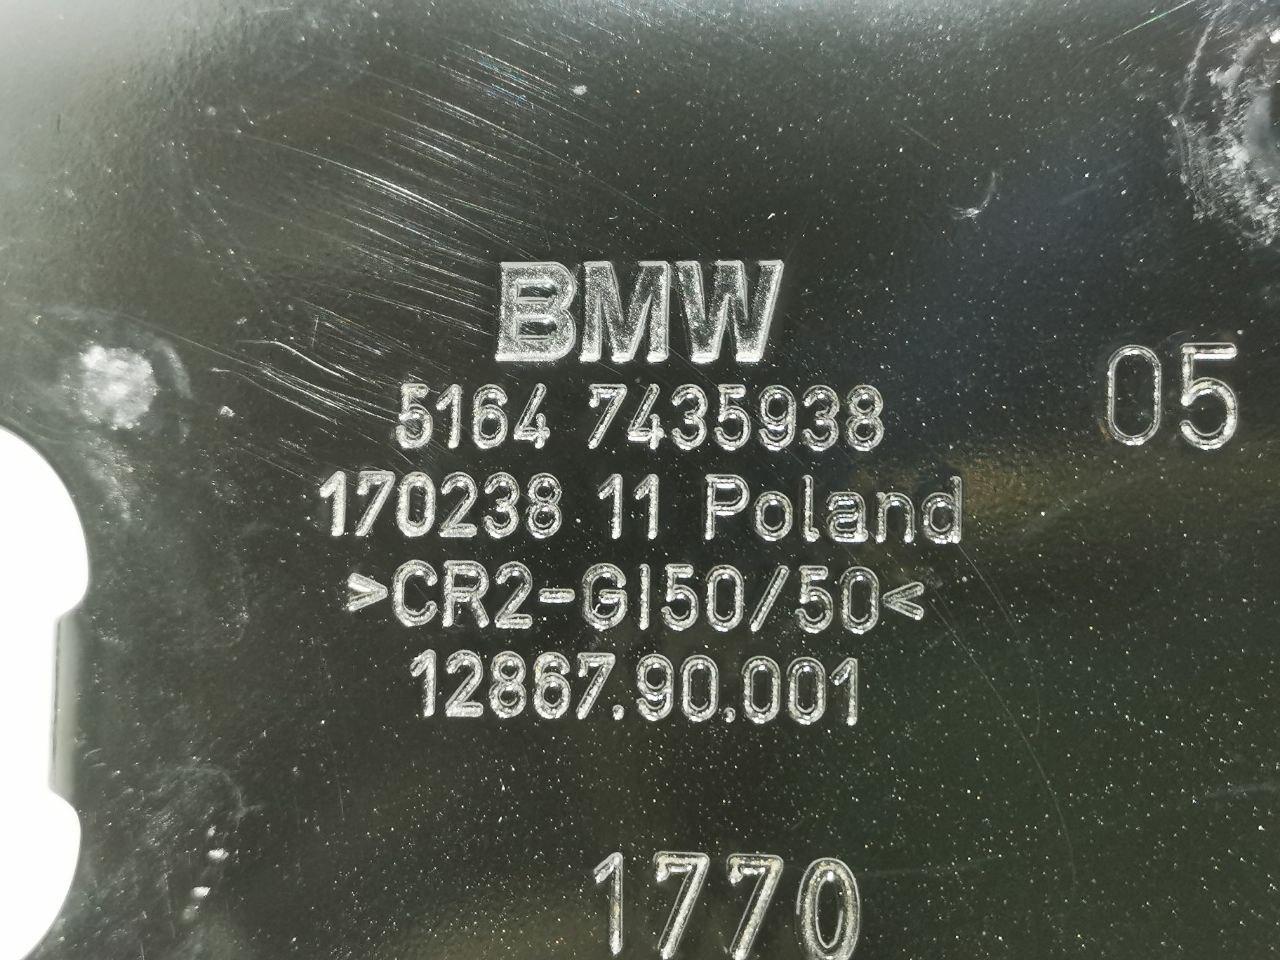 BMW
5164 7435938
05
170238 11 Poland
>CR2-GI50/50<
12867.90.001
1770